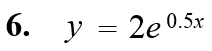 6. y = 2e^{0.5x}